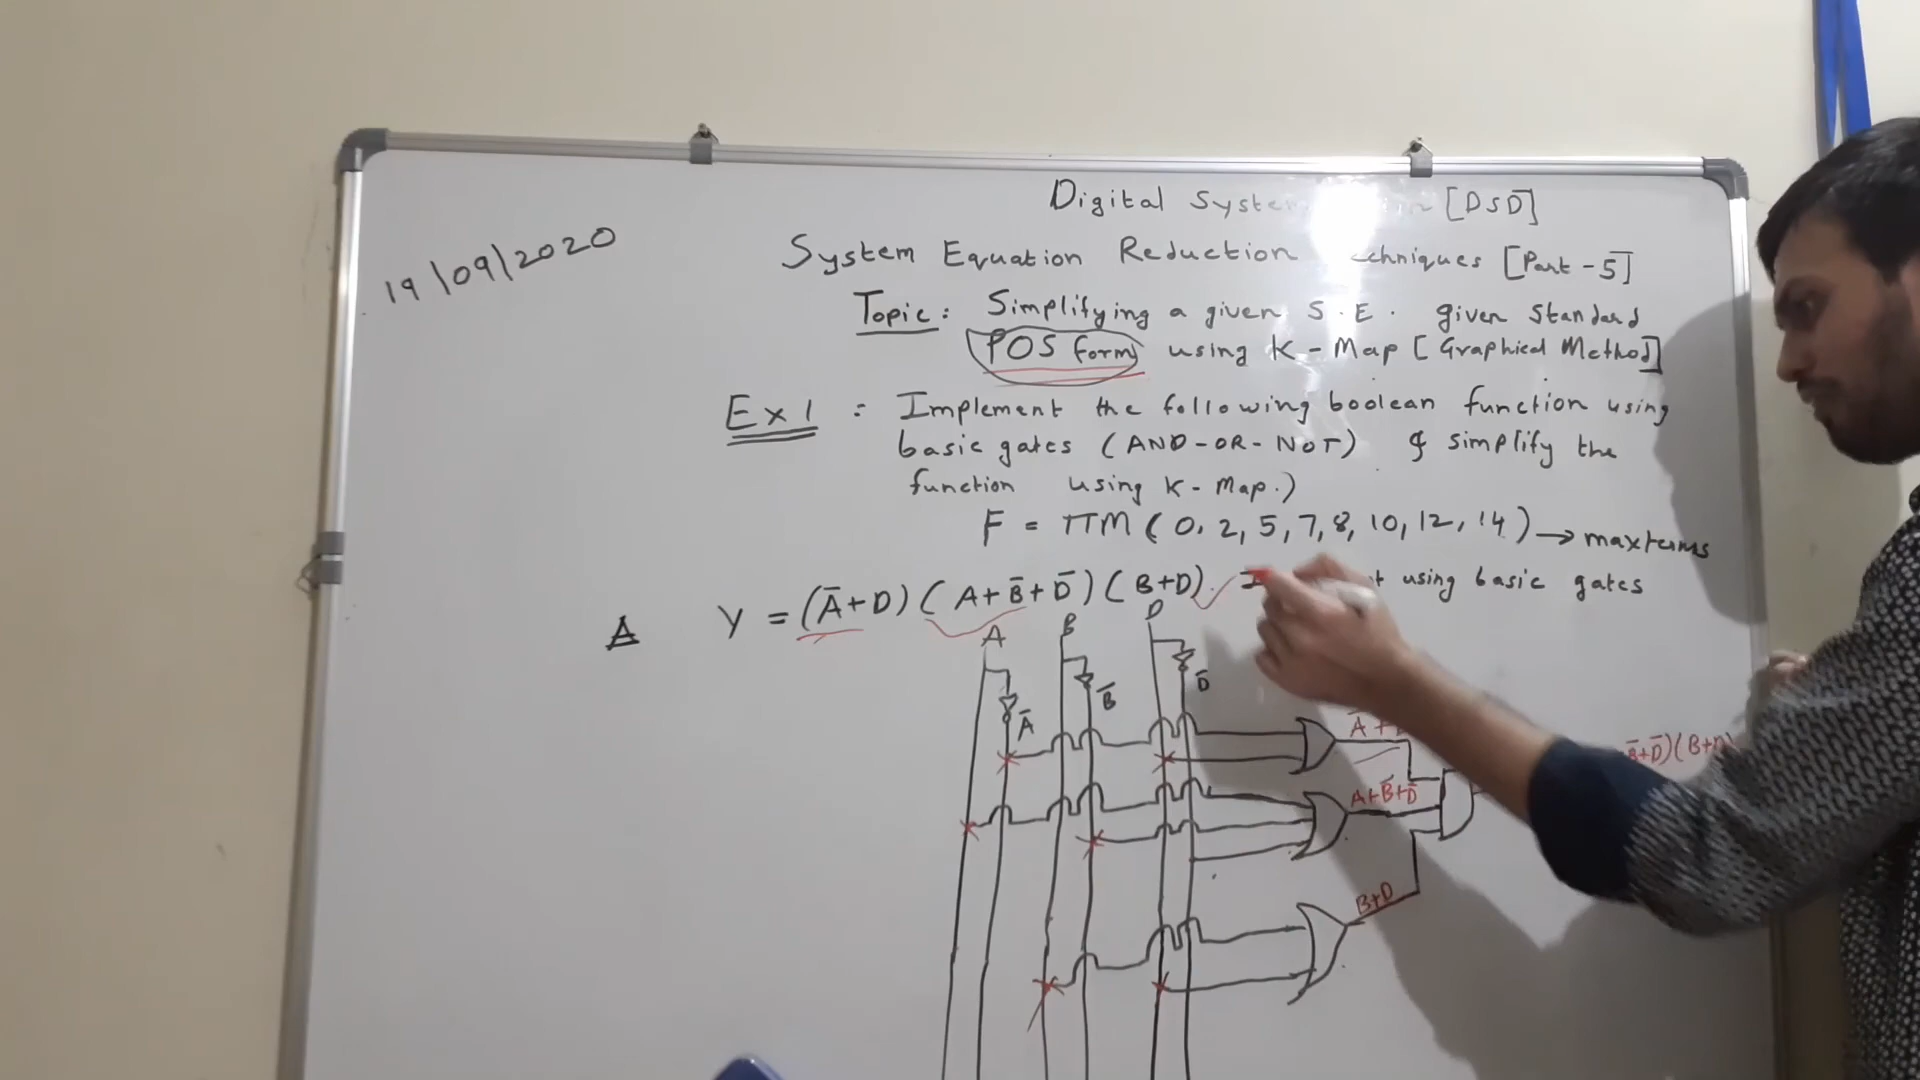 Digital Syste [DSD]
19/09/2020
System Equation Reduction echniques [Part-5]
Topic: Simplifying a given S.E. given Standard
POS form using K-Map [Graphical Method]
Ex1 : Implement the following boolean function using
basic gates (AND-OR-NOT) & simplify the
function using K-Map.)
F = πM (0, 2, 5, 7, 8, 10, 12, 14) → maxterms
Y = (A̅+D) (A+B̅+D̅) (B+D). using basic gates
A B D
A̅ B̅ D̅
A̅+
B̅+D̅)(B+D)
A+B̅+D̅
B+D